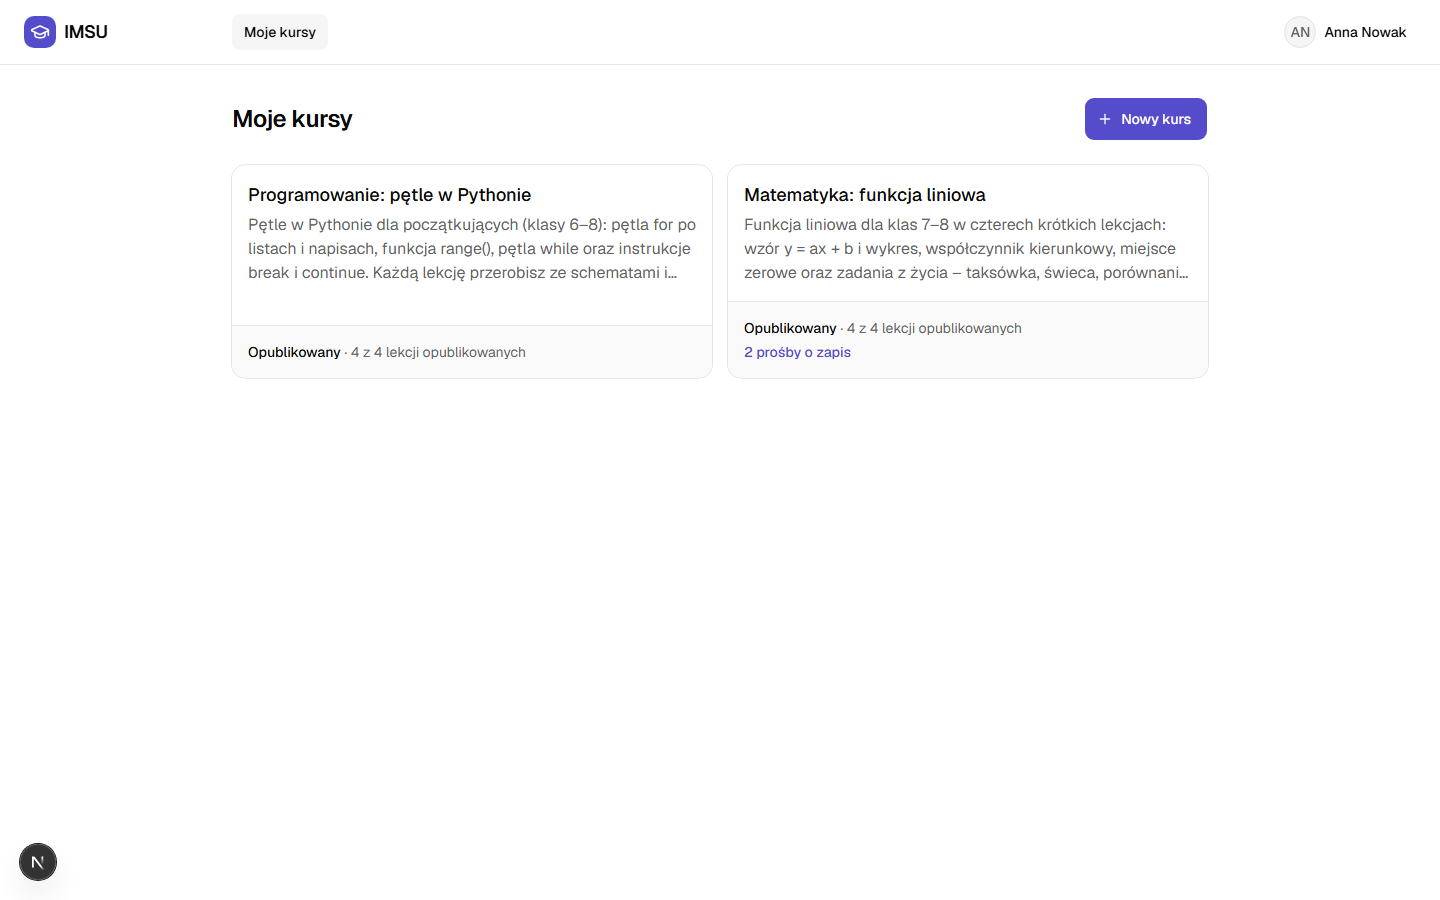 IMSU
Moje kursy
AN
Anna Nowak
Moje kursy
+ Nowy kurs
Programowanie: pętle w Pythonie
Pętle w Pythonie dla początkujących (klasy 6–8): pętla for po
listach i napisach, funkcja range(), pętla while oraz instrukcje
break i continue. Każdą lekcję przerobisz ze schematami i...
Opublikowany · 4 z 4 lekcji opublikowanych
Matematyka: funkcja liniowa
Funkcja liniowa dla klas 7–8 w czterech krótkich lekcjach:
wzór y = ax + b i wykres, współczynnik kierunkowy, miejsce
zerowe oraz zadania z życia – taksówka, świeca, porównani...
Opublikowany · 4 z 4 lekcji opublikowanych
2 prośby o zapis
N